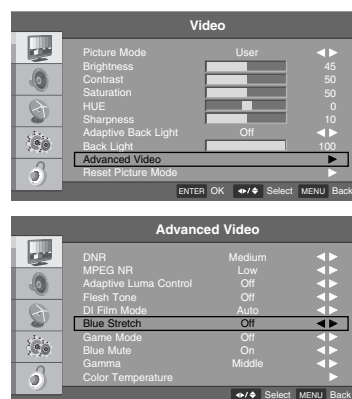 Video
Picture Mode User
Brightness 45
Contrast 50
Saturation 50
HUE 0
Sharpness 10
Adaptive Back Light Off
Back Light 100
Advanced Video
Reset Picture Mode
ENTER OK Select MENU Back
Advanced Video
DNR Medium
MPEG NR Low
Adaptive Luma Control Off
Flesh Tone Off
DI Film Mode Auto
Blue Stretch Off
Game Mode Off
Blue Mute On
Gamma Middle
Color Temperature
Select MENU Back